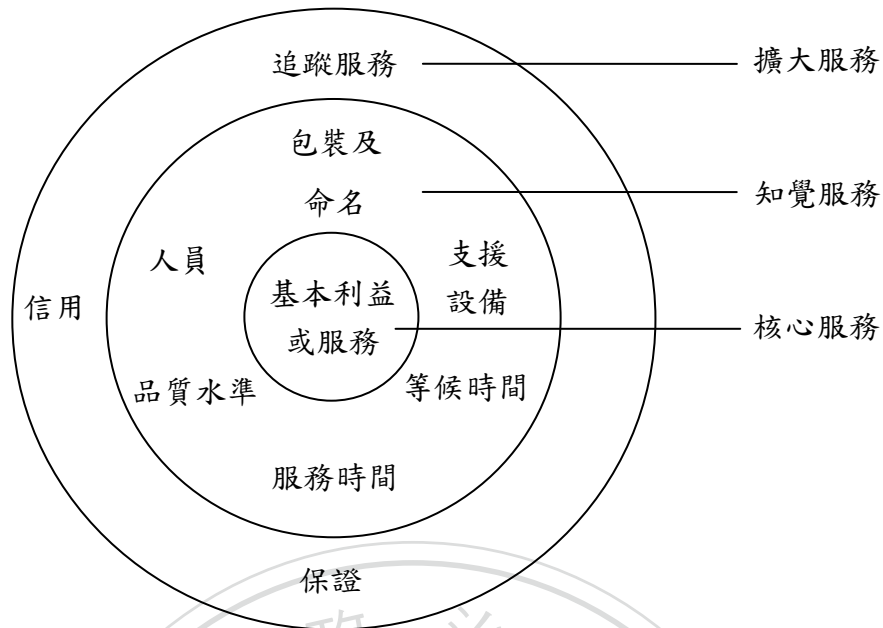 追蹤服務
擴大服務
包裝及
命名
知覺服務
人員
支援
設備
信用
基本利益
或服務
核心服務
品質水準
等候時間
服務時間
保證
政治